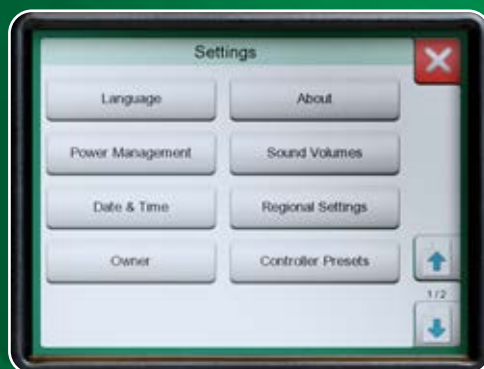 Settings
Language
About
Power Management
Sound Volumes
Date & Time
Regional Settings
Owner
Controller Presets
1/2